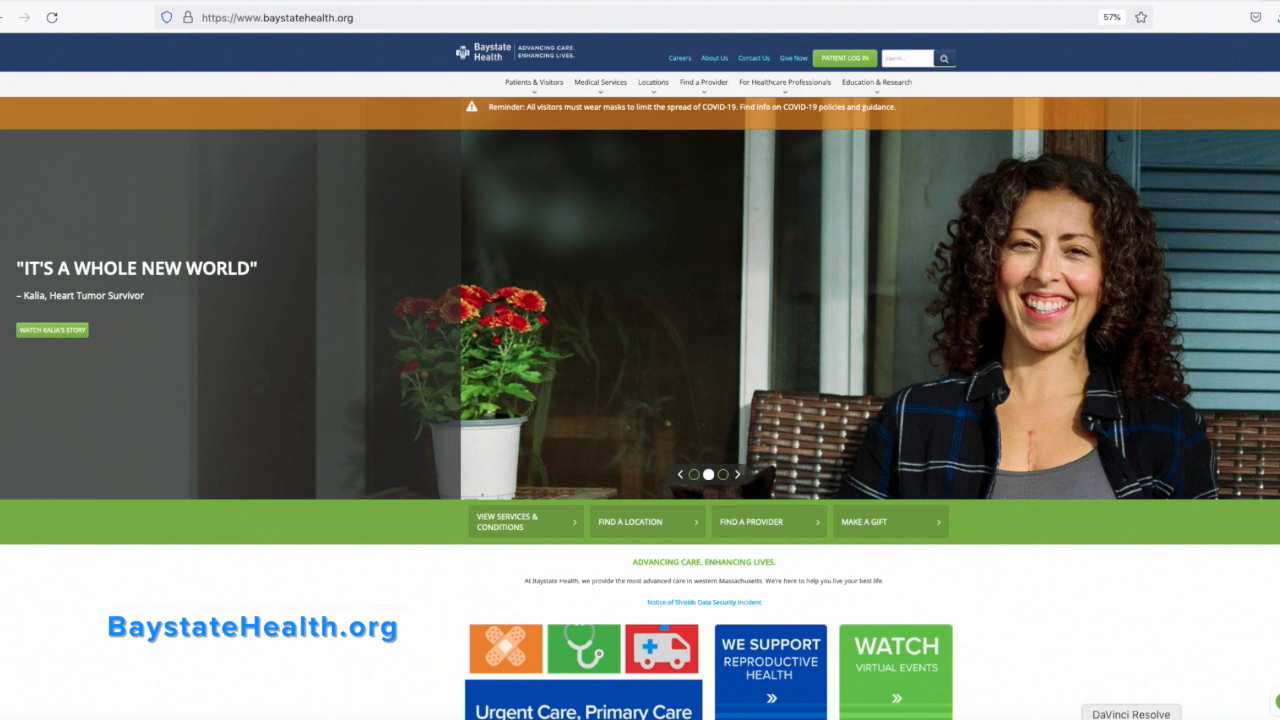 https://www.baystatehealth.org
57%
Baystate Health
ADVANCING CARE.
ENHANCING LIVES.
Careers
About Us
Contact Us
Give Now
PATIENT LOG IN
Search...
Patients & Visitors
Medical Services
Locations
Find a Provider
For Healthcare Professionals
Education & Research
Reminder: All visitors must wear masks to limit the spread of COVID-19. Find info on COVID-19 policies and guidance.
"IT'S A WHOLE NEW WORLD"
– Kalia, Heart Tumor Survivor
WATCH KALIA'S STORY
VIEW SERVICES &
CONDITIONS
FIND A LOCATION
FIND A PROVIDER
MAKE A GIFT
ADVANCING CARE. ENHANCING LIVES.
At Baystate Health, we provide the most advanced care in western Massachusetts. We're here to help you live your best life.
Notice of Shields Data Security Incident
BaystateHealth.org
WE SUPPORT
REPRODUCTIVE
HEALTH
WATCH
VIRTUAL EVENTS
Urgent Care, Primary Care
DaVinci Resolve